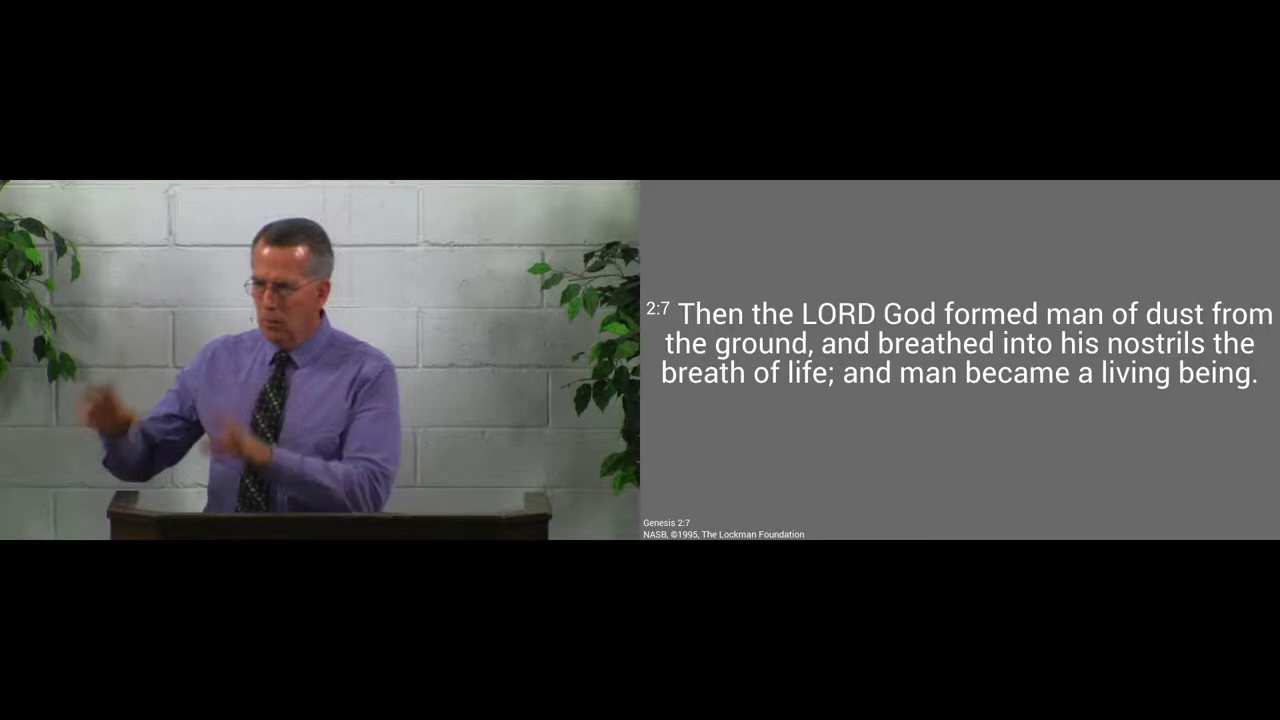 2:7 Then the LORD God formed man of dust from
the ground, and breathed into his nostrils the
breath of life; and man became a living being.
Genesis 2:7
NASB, ©1995, The Lockman Foundation